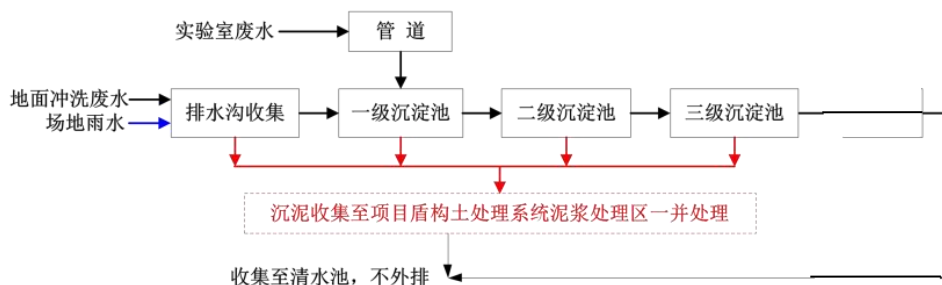 实验室废水
管 道
地面冲洗废水
场地雨水
排水沟收集
一级沉淀池
二级沉淀池
三级沉淀池
沉泥收集至项目盾构土处理系统泥浆处理区一并处理
收集至清水池，不外排